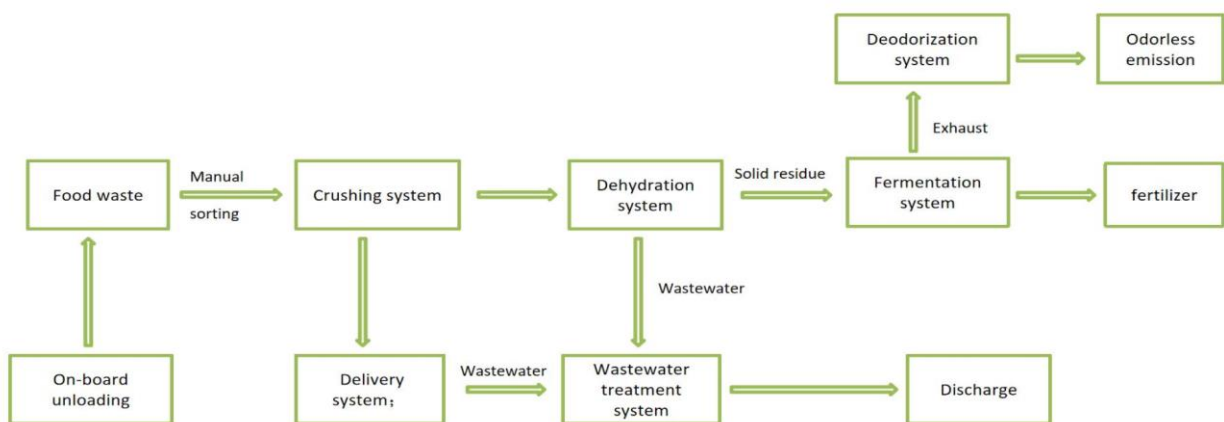 Deodorization
system
Odorless
emission
Exhaust
Manual
sorting
Solid residue
Food waste
Crushing system
Dehydration
system
Fermentation
system
fertilizer
Wastewater
On-board
unloading
Delivery
system；
Wastewater
Wastewater
treatment
system
Discharge